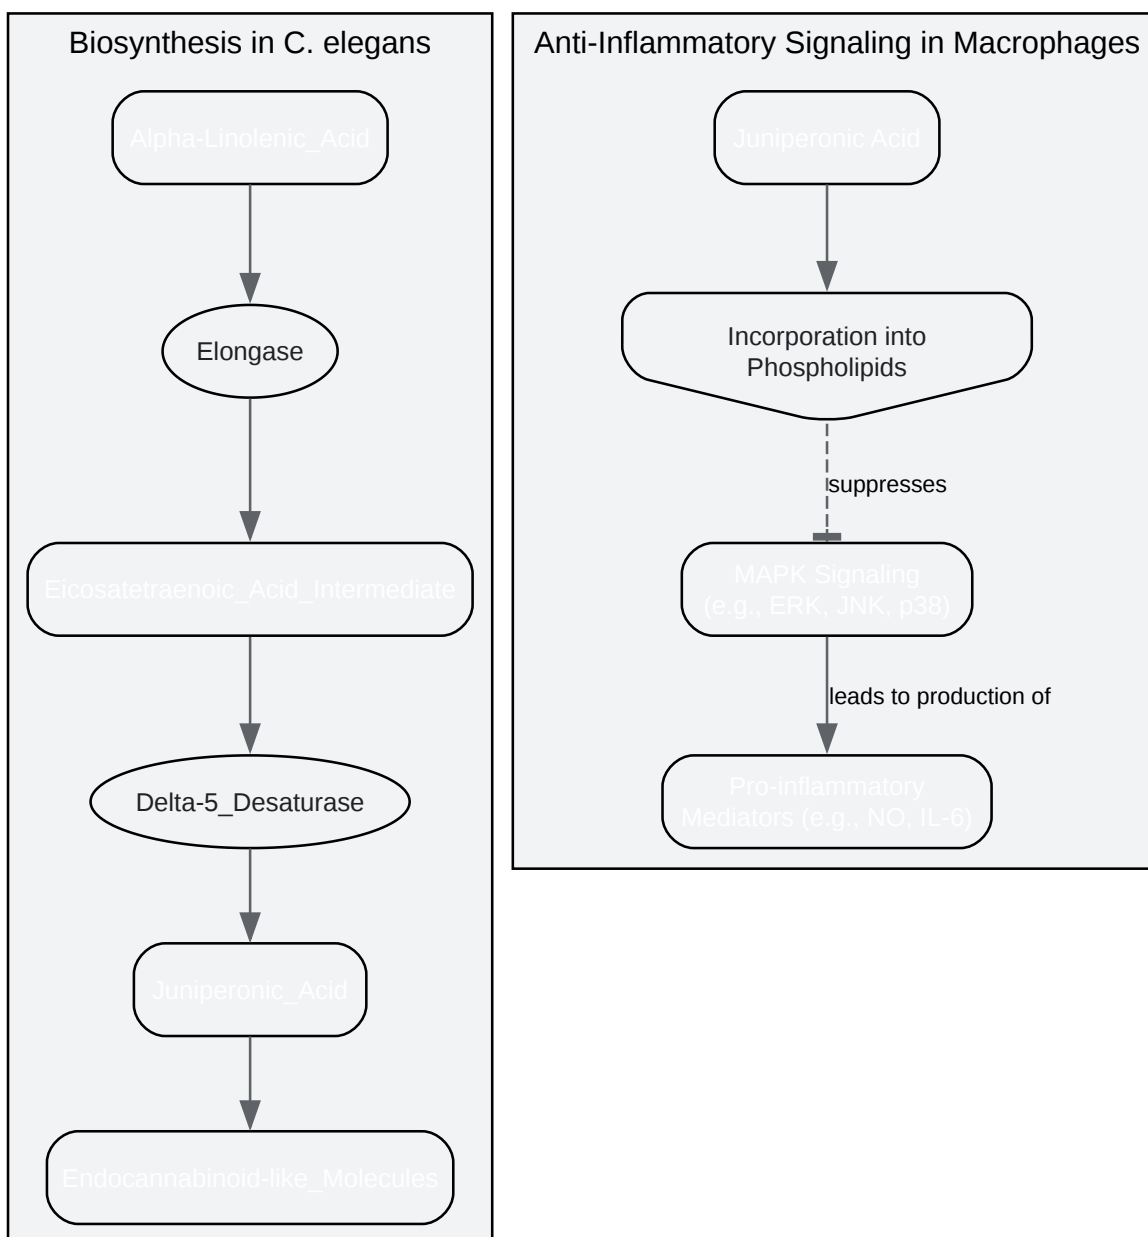 Biosynthesis in C. elegans
Alpha-Linolenic_Acid
Elongase
Eicosatetraenoic_Acid_Intermediate
Delta-5_Desaturase
Juniperonic_Acid
Endocannabinoid-like_Molecules
Anti-Inflammatory Signaling in Macrophages
Juniperonic Acid
Incorporation into
Phospholipids
suppresses
MAPK Signaling
(e.g., ERK, JNK, p38)
leads to production of
Pro-inflammatory
Mediators (e.g., NO, IL-6)